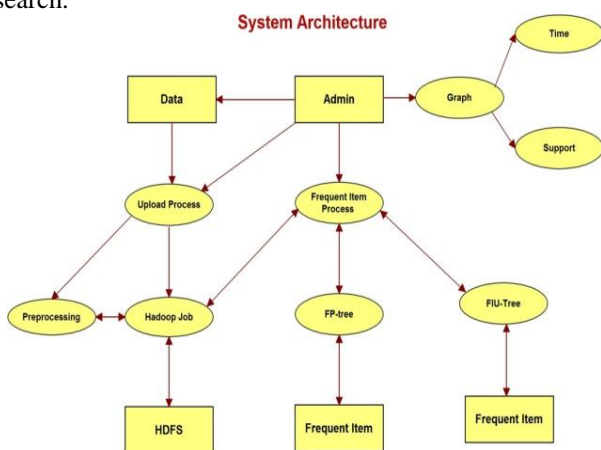 search.
System Architecture
Time
Data
Admin
Graph
Support
Upload Process
Frequent Item
Process
Preprocessing
Hadoop Job
FP-tree
FIU-Tree
HDFS
Frequent Item
Frequent Item